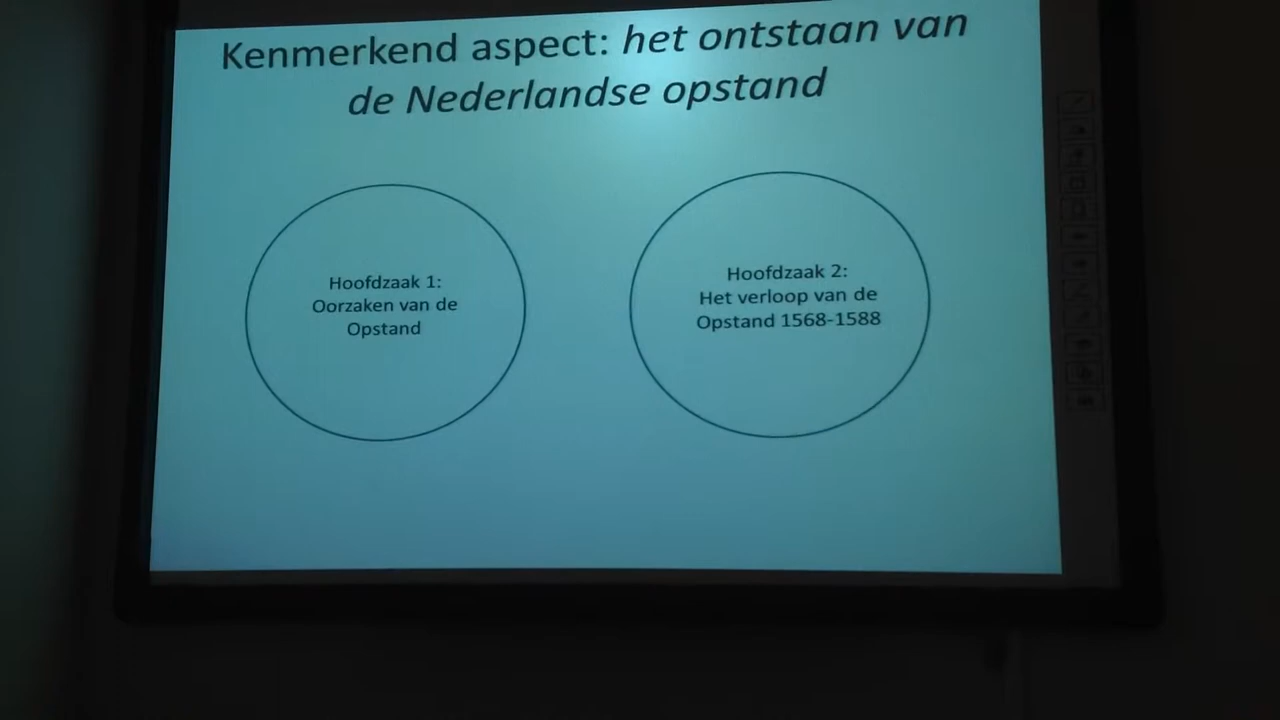 Kenmerkend aspect: het ontstaan van
de Nederlandse opstand
Hoofdzaak 1:
Oorzaken van de
Opstand
Hoofdzaak 2:
Het verloop van de
Opstand 1568-1588